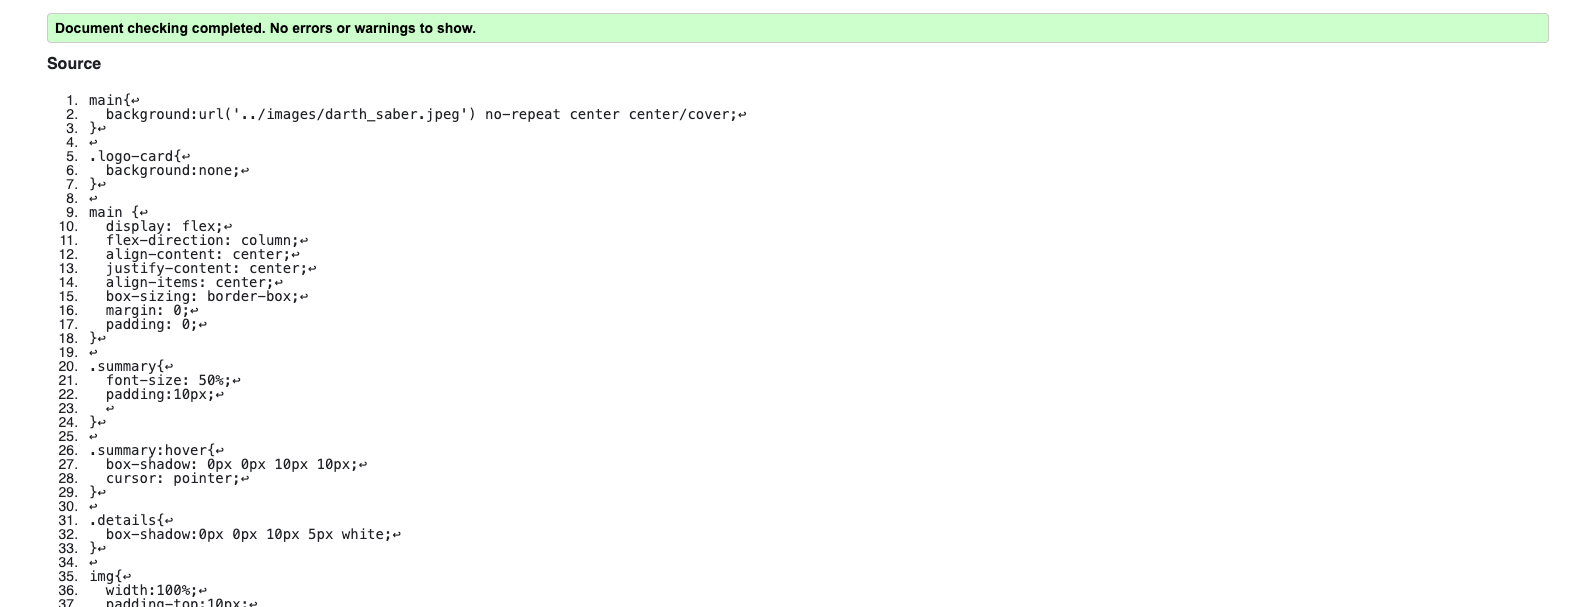 Document checking completed. No errors or warnings to show.
Source
1. main{↩
2.   background:url('../images/darth_saber.jpeg') no-repeat center center/cover;↩
3. }↩
4. ↩
5. .logo-card{↩
6.   background:none;↩
7. }↩
8. ↩
9. main {↩
10.   display: flex;↩
11.   flex-direction: column;↩
12.   align-content: center;↩
13.   justify-content: center;↩
14.   align-items: center;↩
15.   box-sizing: border-box;↩
16.   margin: 0;↩
17.   padding: 0;↩
18. }↩
19. ↩
20. .summary{↩
21.   font-size: 50%;↩
22.   padding:10px;↩
23.   ↩
24. }↩
25. ↩
26. .summary:hover{↩
27.   box-shadow: 0px 0px 10px 10px;↩
28.   cursor: pointer;↩
29. }↩
30. ↩
31. .details{↩
32.   box-shadow:0px 0px 10px 5px white;↩
33. }↩
34. ↩
35. img{↩
36.   width:100%;↩
37.   padding-top:10px;↩